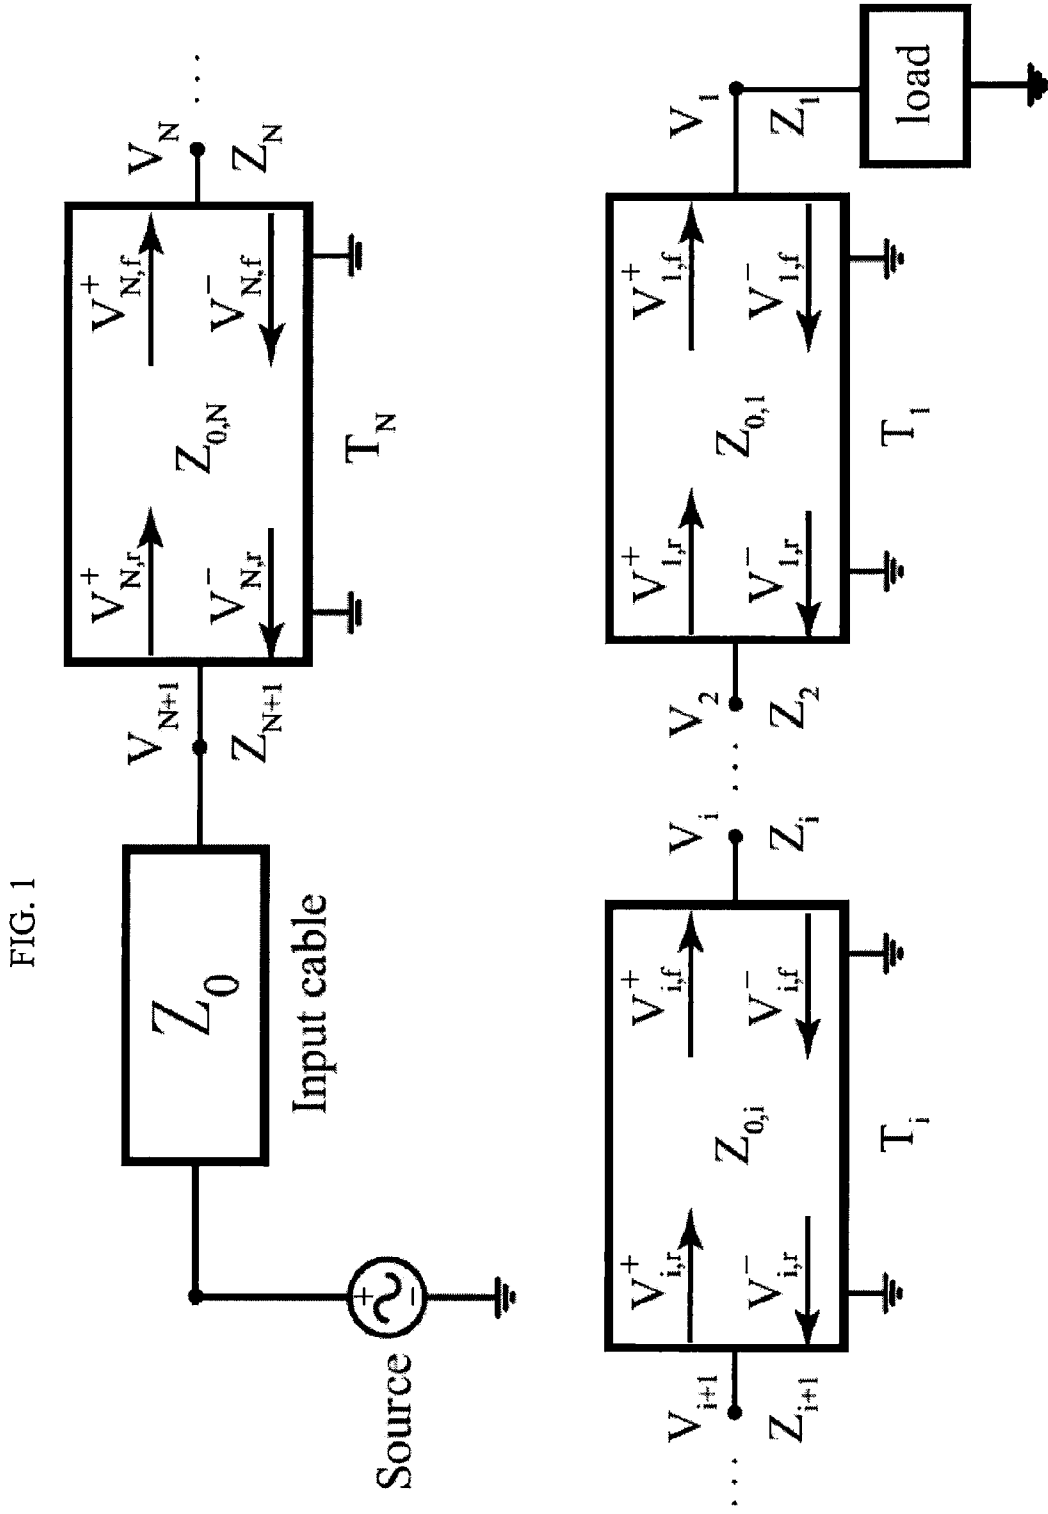 FIG. 1
Source
+
−
Z0
Input cable
VN+1
ZN+1
V+N,r
V−N,r
Z0,N
V+N,f
V−N,f
TN
VN
ZN
· · ·
· · ·
Vi+1
Zi+1
V+i,r
V−i,r
Z0,i
V+i,f
V−i,f
Ti
Vi
Zi
· · ·
V2
Z2
V+1,r
V−1,r
Z0,1
V+1,f
V−1,f
T1
V1
Z1
load